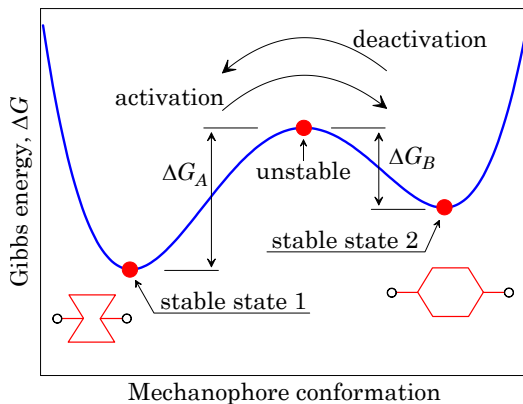 deactivation
activation
ΔG_A
ΔG_B
unstable
stable state 2
stable state 1
Gibbs energy, ΔG
Mechanophore conformation